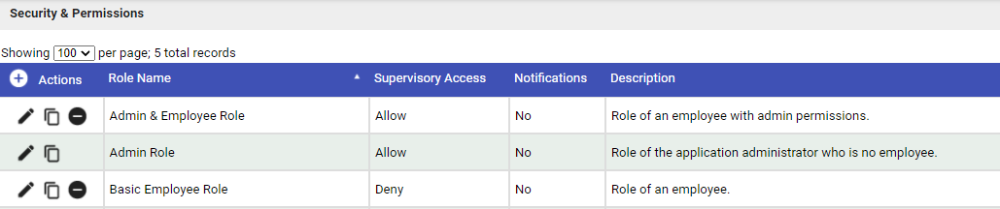 Security & Permissions
Showing 100 per page; 5 total records
Actions Role Name Supervisory Access Notifications Description
Admin & Employee Role Allow No Role of an employee with admin permissions.
Admin Role Allow No Role of the application administrator who is no employee.
Basic Employee Role Deny No Role of an employee.